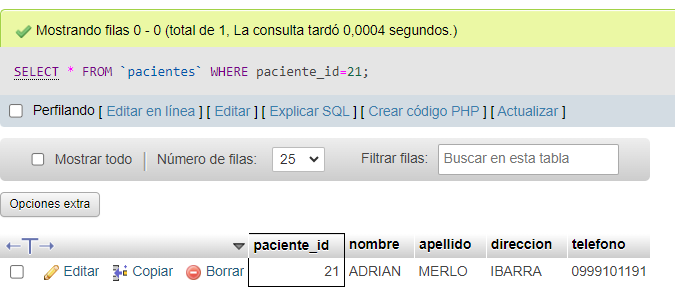 Mostrando filas 0 - 0 (total de 1, La consulta tardó 0,0004 segundos.)
SELECT * FROM `pacientes` WHERE paciente_id=21;
Perfilando [ Editar en línea ] [ Editar ] [ Explicar SQL ] [ Crear código PHP ] [ Actualizar ]
Mostrar todo | Número de filas: 25 Filtrar filas: Buscar en esta tabla
Opciones extra
←T→ paciente_id nombre apellido direccion telefono
Editar Copiar Borrar 21 ADRIAN MERLO IBARRA 0999101191